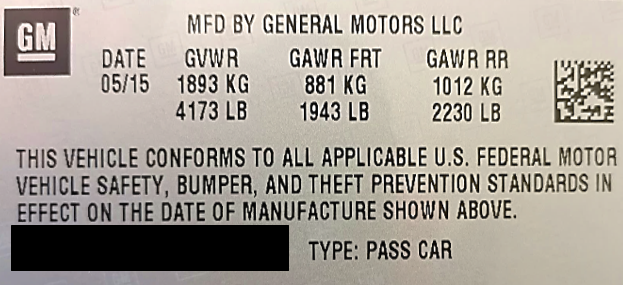 GM®
MFD BY GENERAL MOTORS LLC
DATE GVWR GAWR FRT GAWR RR
05/15 1893 KG 881 KG 1012 KG
4173 LB 1943 LB 2230 LB
THIS VEHICLE CONFORMS TO ALL APPLICABLE U.S. FEDERAL MOTOR
VEHICLE SAFETY, BUMPER, AND THEFT PREVENTION STANDARDS IN
EFFECT ON THE DATE OF MANUFACTURE SHOWN ABOVE.
TYPE: PASS CAR